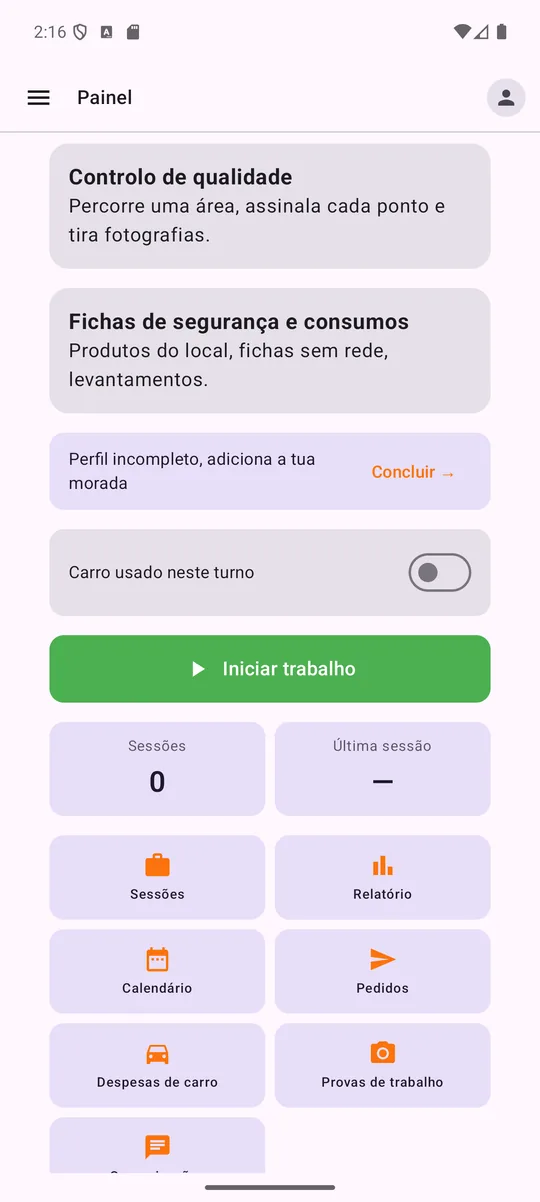 2:16
Painel
Controlo de qualidade
Percorre uma área, assinala cada ponto e
tira fotografias.
Fichas de segurança e consumos
Produtos do local, fichas sem rede,
levantamentos.
Perfil incompleto, adiciona a tua
morada
Concluir →
Carro usado neste turno
Iniciar trabalho
Sessões
0
Última sessão
—
Sessões
Relatório
Calendário
Pedidos
Despesas de carro
Provas de trabalho